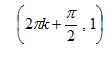 (2πk + π/2 , 1)